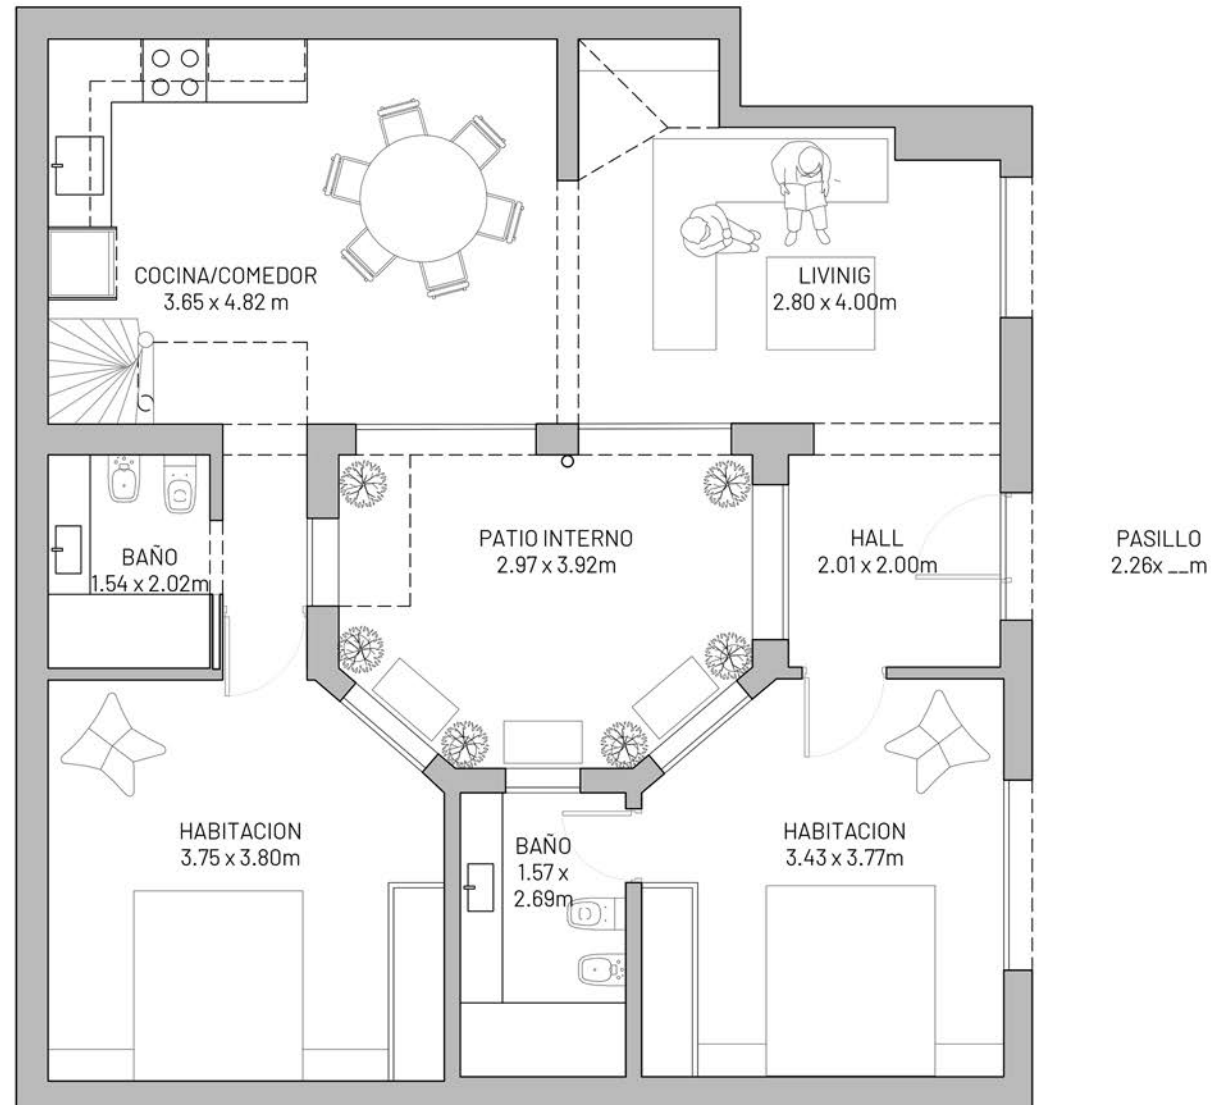 COCINA/COMEDOR
3.65 x 4.82 m
LIVINIG
2.80 x 4.00m
BAÑO
1.54 x 2.02m
PATIO INTERNO
2.97 x 3.92m
HALL
2.01 x 2.00m
PASILLO
2.26x __m
HABITACION
3.75 x 3.80m
BAÑO
1.57 x
2.69m
HABITACION
3.43 x 3.77m